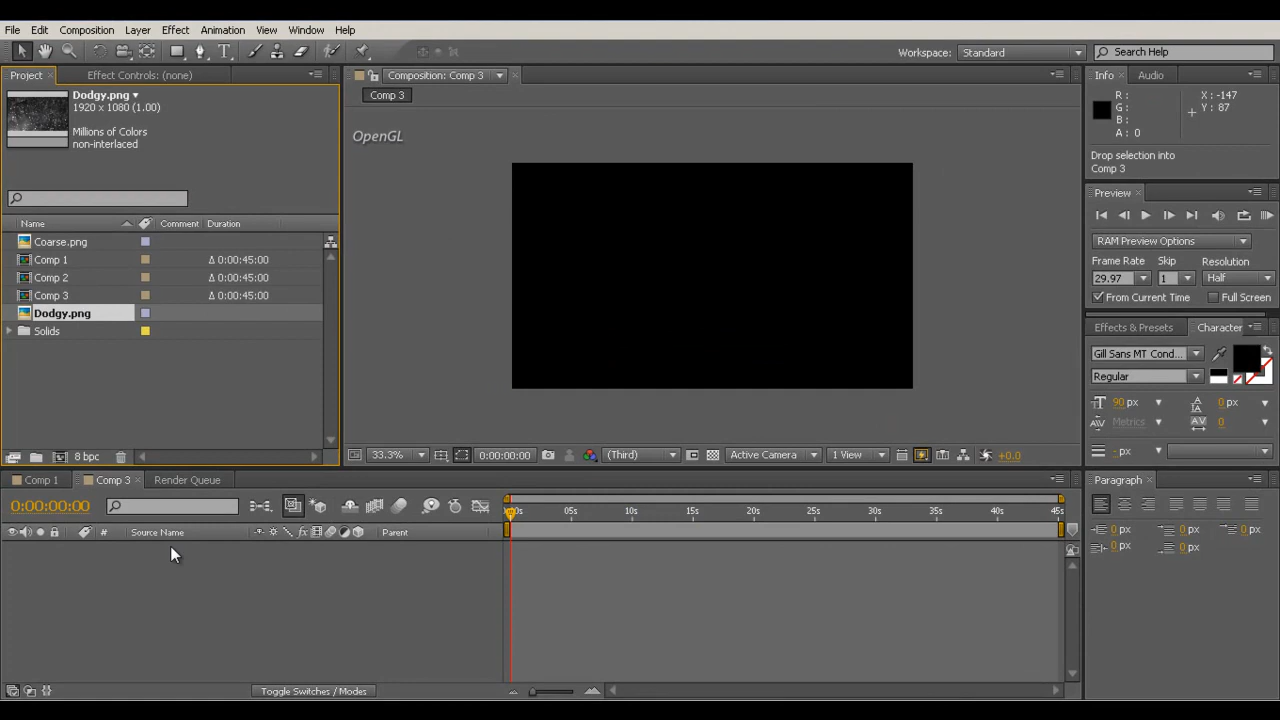 File Edit Composition Layer Effect Animation View Window Help
Workspace: Standard Search Help
Project Effect Controls: (none) Composition: Comp 3 Info Audio
Dodgy.png
1920 x 1080 (1.00)
Millions of Colors
non-interlaced
Comp 3
OpenGL
R :
G :
B :
A : 0
X : -147
Y : 87
Drop selection into
Comp 3
Preview
RAM Preview Options
Frame Rate Skip Resolution
29.97 1 Half
From Current Time Full Screen
Name Comment Duration
Coarse.png
Comp 1 Δ 0:00:45:00
Comp 2 Δ 0:00:45:00
Comp 3 Δ 0:00:45:00
Dodgy.png
Solids
Effects & Presets Character
Gill Sans MT Cond...
Regular
90 px 0 px
Metrics 0
- px
8 bpc
33.3% 0:00:00:00 (Third) Active Camera 1 View +0.0
Comp 1 Comp 3 Render Queue
Paragraph
0:00:00:00
05s 10s 15s 20s 25s 30s 35s 40s 45s
# Source Name Parent
0 px 0 px 0 px
0 px 0 px
Toggle Switches / Modes